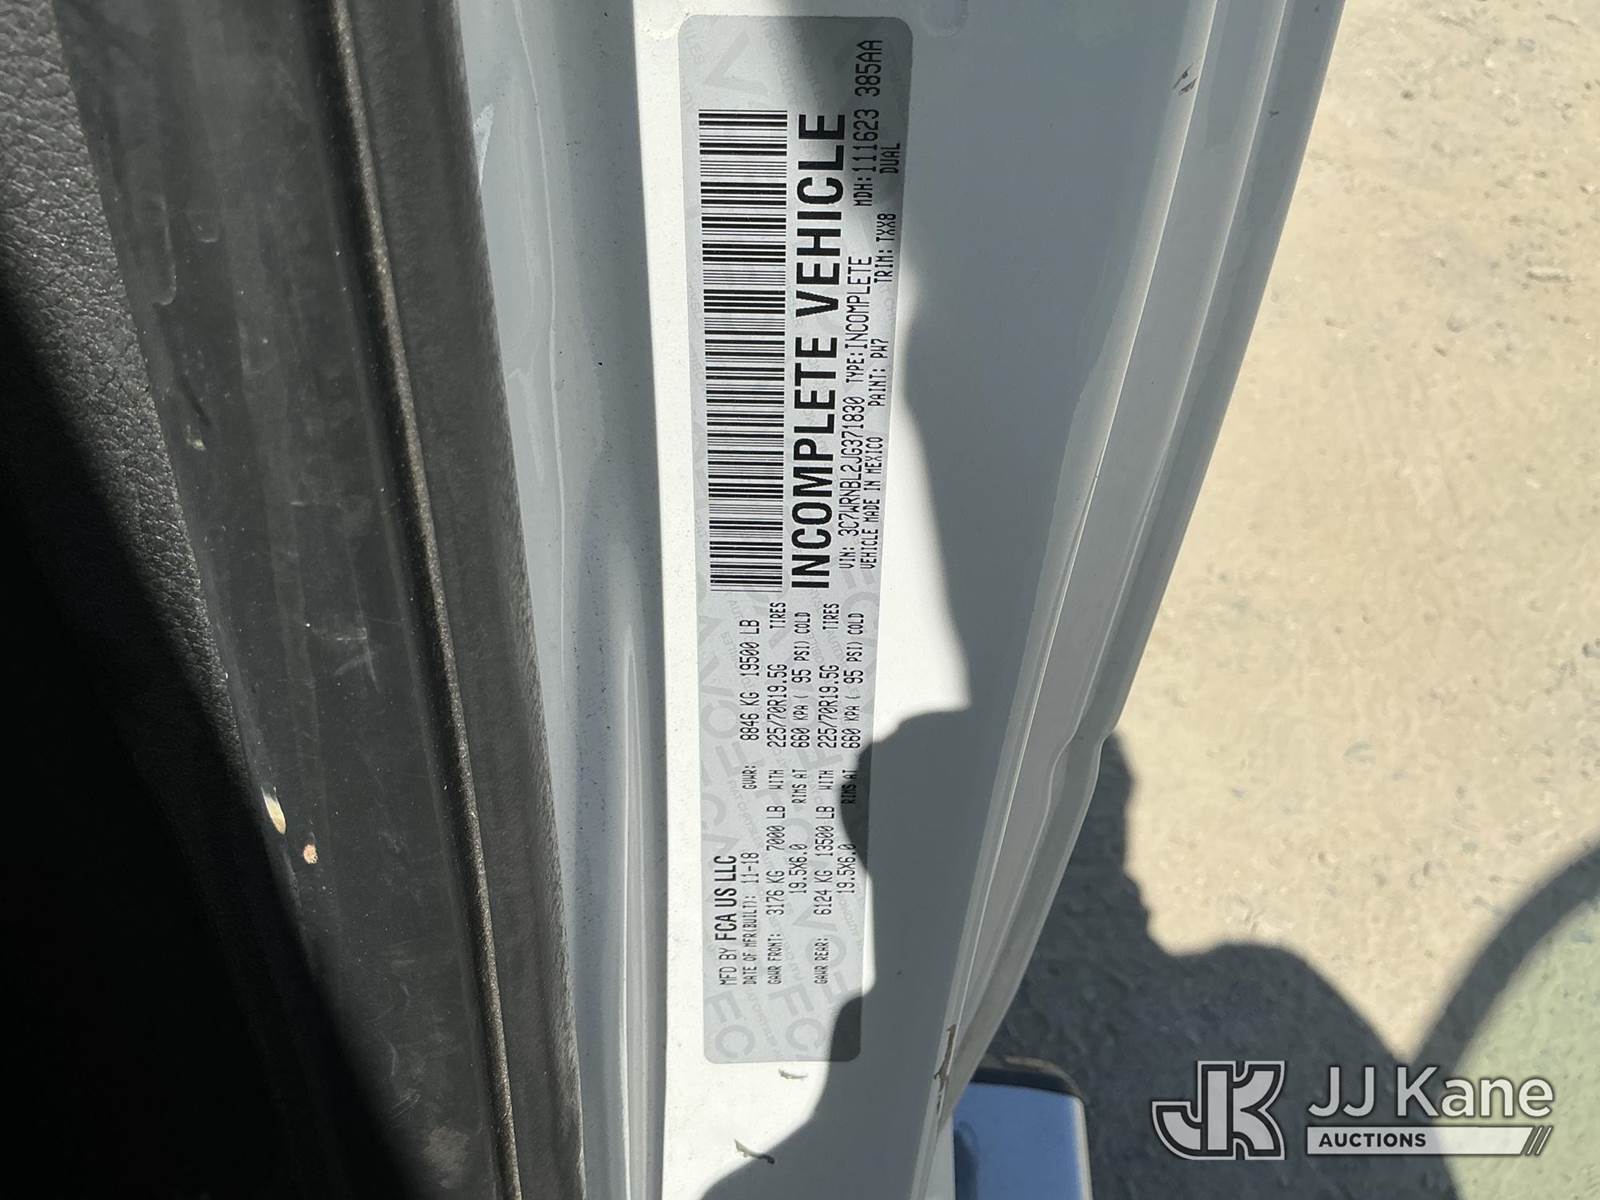 MFD BY FCA US LLC
DATE OF MFR(BUILT): 11-18 GVWR: 8846 KG 19500 LB
GAWR FRONT: 3176 KG 7000 LB WITH 225/70R19.5G TIRES
19.5X6.0 RIMS AT 660 KPA ( 95 PSI) COLD
GAWR REAR: 6124 KG 13500 LB WITH 225/70R19.5G TIRES
19.5X6.0 RIMS AT 660 KPA ( 95 PSI) COLD
INCOMPLETE VEHICLE
VIN: 3C7WRNBL2JG371830 TYPE:INCOMPLETE MDH:111623 385AA
VEHICLE MADE IN MEXICO PAINT: PW7 TRIM: TXX8 DUAL
JK JJ Kane
AUCTIONS